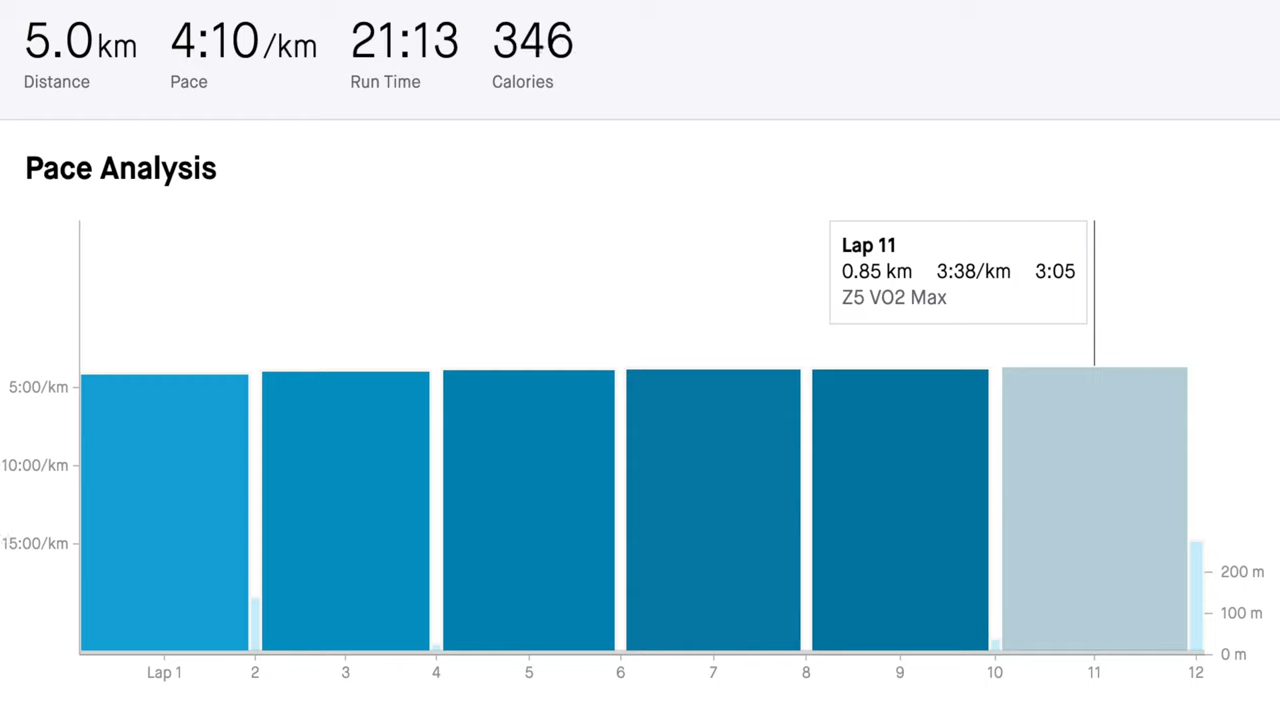 5.0 km 4:10 /km 21:13 346
Distance Pace Run Time Calories
Pace Analysis
Lap 11
0.85 km 3:38/km 3:05
Z5 VO2 Max
5:00/km
10:00/km
15:00/km
200 m
100 m
0 m
Lap 1 2 3 4 5 6 7 8 9 10 11 12